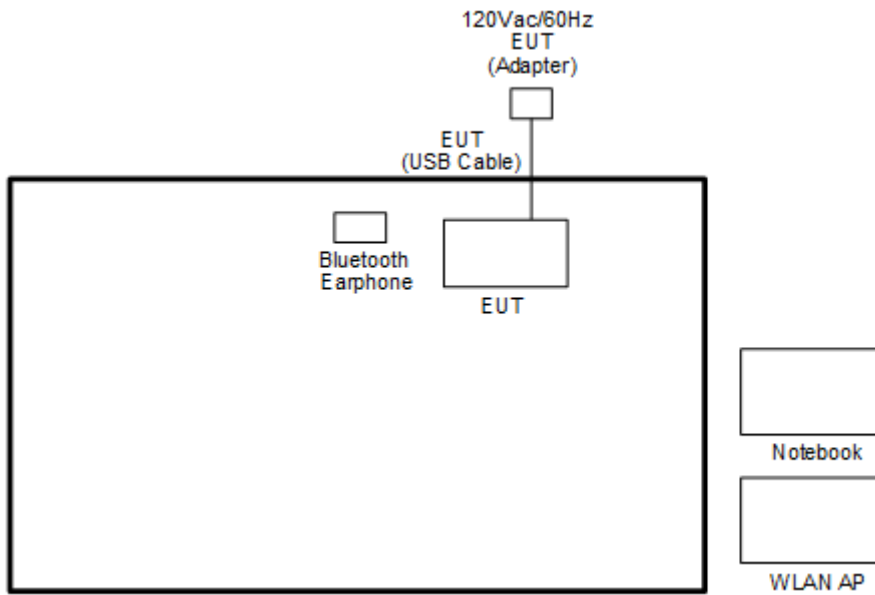 120Vac/60Hz
EUT
(Adapter)
EUT
(USB Cable)
Bluetooth
Earphone
EUT
Notebook
WLAN AP